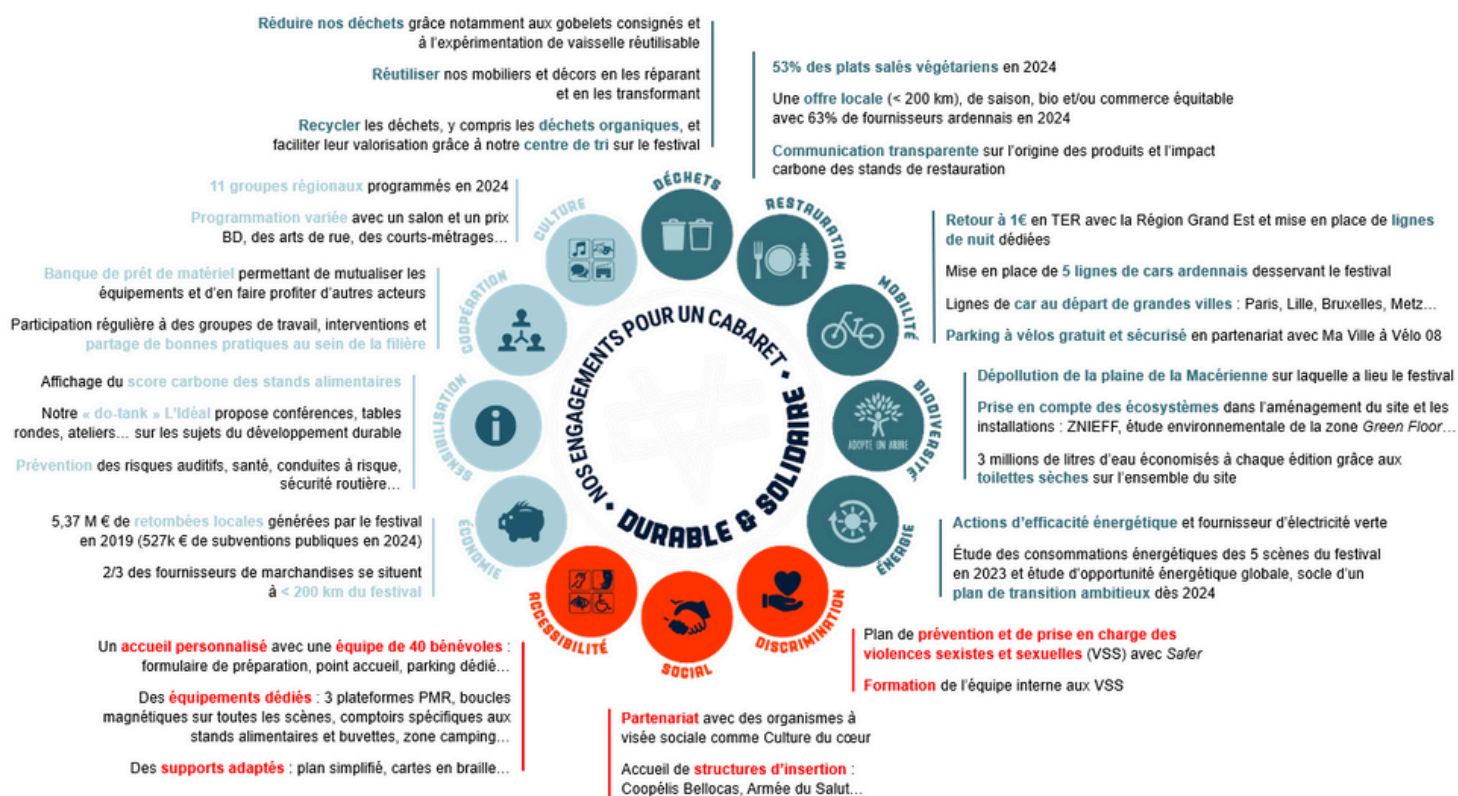 Réduire nos déchets grâce notamment aux gobelets consignés et
à l'expérimentation de vaisselle réutilisable
Réutiliser nos mobiliers et décors en les réparant
et en les transformant
Recycler les déchets, y compris les déchets organiques, et
faciliter leur valorisation grâce à notre centre de tri sur le festival
53% des plats salés végétariens en 2024
Une offre locale (< 200 km), de saison, bio et/ou commerce équitable
avec 63% de fournisseurs ardennais en 2024
Communication transparente sur l'origine des produits et l'impact
carbone des stands de restauration
11 groupes régionaux programmés en 2024
Programmation variée avec un salon et un prix
BD, des arts de rue, des courts-métrages…
Banque de prêt de matériel permettant de mutualiser les
équipements et d'en faire profiter d'autres acteurs
Participation régulière à des groupes de travail, interventions et
partage de bonnes pratiques au sein de la filière
Affichage du score carbone des stands alimentaires
Notre « do-tank » L'Idéal propose conférences, tables
rondes, ateliers… sur les sujets du développement durable
Prévention des risques auditifs, santé, conduites à risque,
sécurité routière…
5,37 M € de retombées locales générées par le festival
en 2019 (527k € de subventions publiques en 2024)
2/3 des fournisseurs de marchandises se situent
à < 200 km du festival
DÉCHETS
RESTAURATION
MOBILITÉ
BIODIVERSITÉ
ADOPTE UN ARBRE
ÉNERGIE
DISCRIMINATION
SOCIAL
ACCESSIBILITÉ
ÉCONOMIE
SENSIBILISATION
COOPÉRATION
CULTURE
NOS ENGAGEMENTS POUR UN CABARET
DURABLE & SOLIDAIRE
Retour à 1€ en TER avec la Région Grand Est et mise en place de lignes
de nuit dédiées
Mise en place de 5 lignes de cars ardennais desservant le festival
Lignes de car au départ de grandes villes : Paris, Lille, Bruxelles, Metz…
Parking à vélos gratuit et sécurisé en partenariat avec Ma Ville à Vélo 08
Dépollution de la plaine de la Macérienne sur laquelle a lieu le festival
Prise en compte des écosystèmes dans l'aménagement du site et les
installations : ZNIEFF, étude environnementale de la zone Green Floor…
3 millions de litres d'eau économisés à chaque édition grâce aux
toilettes sèches sur l'ensemble du site
Actions d'efficacité énergétique et fournisseur d'électricité verte
Étude des consommations énergétiques des 5 scènes du festival
en 2023 et étude d'opportunité énergétique globale, socle d'un
plan de transition ambitieux dès 2024
Un accueil personnalisé avec une équipe de 40 bénévoles :
formulaire de préparation, point accueil, parking dédié…
Des équipements dédiés : 3 plateformes PMR, boucles
magnétiques sur toutes les scènes, comptoirs spécifiques aux
stands alimentaires et buvettes, zone camping…
Des supports adaptés : plan simplifié, cartes en braille…
Plan de prévention et de prise en charge des
violences sexistes et sexuelles (VSS) avec Safer
Formation de l'équipe interne aux VSS
Partenariat avec des organismes à
visée sociale comme Culture du cœur
Accueil de structures d'insertion :
Coopélis Bellocas, Armée du Salut…